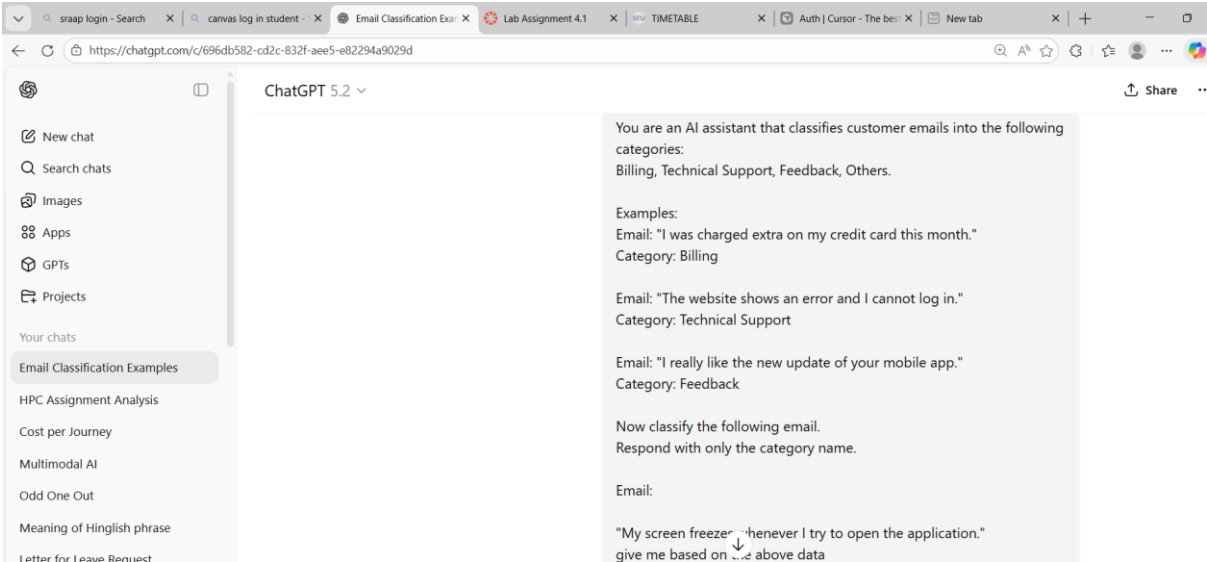 sraap login - Search
canvas log in student -
Email Classification Exar
Lab Assignment 4.1
sru TIMETABLE
Auth | Cursor - The best
New tab
https://chatgpt.com/c/696db582-cd2c-832f-aee5-e82294a9029d
ChatGPT 5.2
Share
New chat
Search chats
Images
Apps
GPTs
Projects
Your chats
Email Classification Examples
HPC Assignment Analysis
Cost per Journey
Multimodal AI
Odd One Out
Meaning of Hinglish phrase
Letter for Leave Request
You are an AI assistant that classifies customer emails into the following
categories:
Billing, Technical Support, Feedback, Others.
Examples:
Email: "I was charged extra on my credit card this month."
Category: Billing
Email: "The website shows an error and I cannot log in."
Category: Technical Support
Email: "I really like the new update of your mobile app."
Category: Feedback
Now classify the following email.
Respond with only the category name.
Email:
"My screen freezes whenever I try to open the application."
give me based on the above data